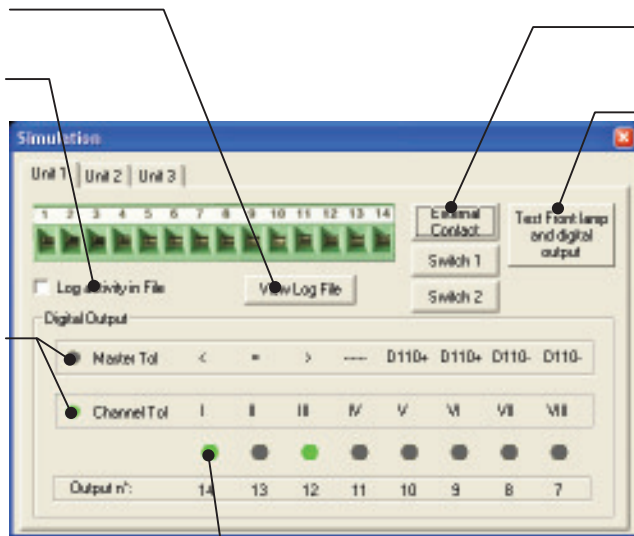 Simulation
Unit 1 Unit 2 Unit 3
1 2 3 4 5 6 7 8 9 10 11 12 13 14
External
Contact
Test Front lamp
and digital
output
Switch 1
Log activity in File
View Log File
Switch 2
Digital Output
Master Tol < = > ---- D110+ D110+ D110- D110-
Channel Tol I II III IV V VI VII VIII
Output n°: 14 13 12 11 10 9 8 7